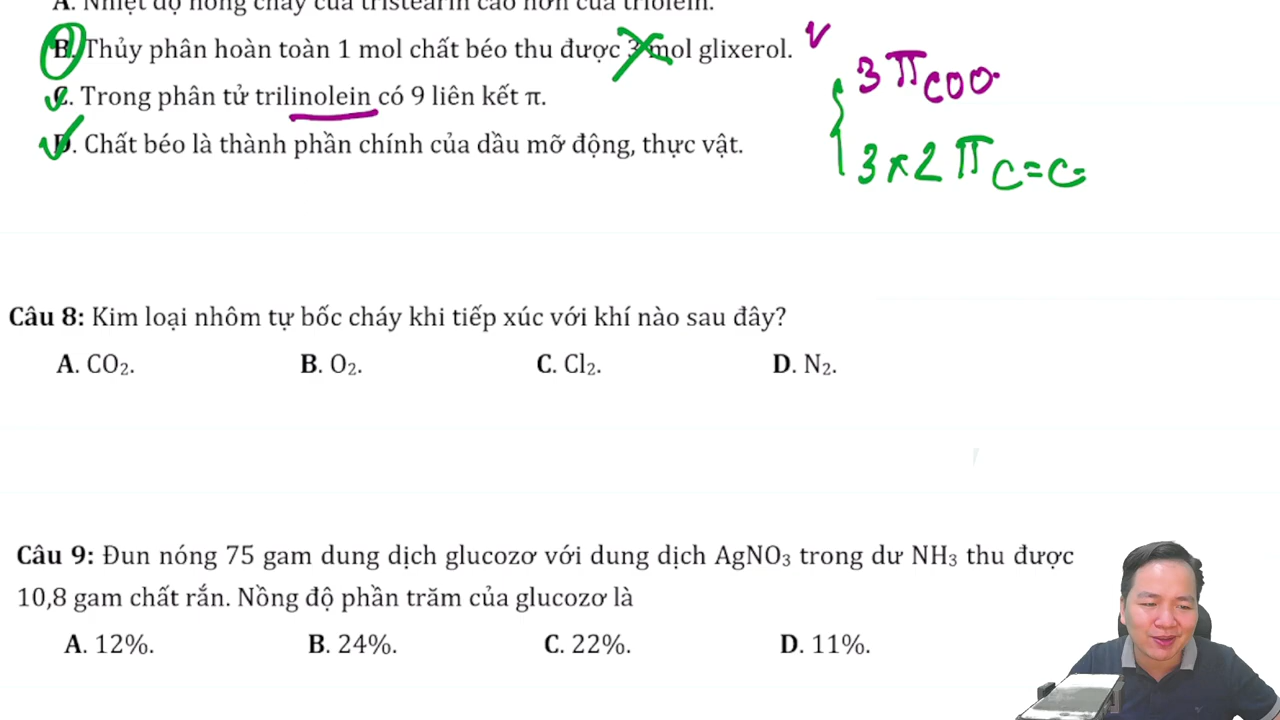 A. Nhiệt độ nóng chảy của tristearin cao hơn của triolein.
B. Thủy phân hoàn toàn 1 mol chất béo thu được 3 mol glixerol.
3 π COO
C. Trong phân tử trilinolein có 9 liên kết π.
D. Chất béo là thành phần chính của dầu mỡ động, thực vật.
3 x 2 π C=C
Câu 8: Kim loại nhôm tự bốc cháy khi tiếp xúc với khí nào sau đây?
A. CO₂. B. O₂. C. Cl₂. D. N₂.
Câu 9: Đun nóng 75 gam dung dịch glucozơ với dung dịch AgNO₃ trong dư NH₃ thu được
10,8 gam chất rắn. Nồng độ phần trăm của glucozơ là
A. 12%. B. 24%. C. 22%. D. 11%.